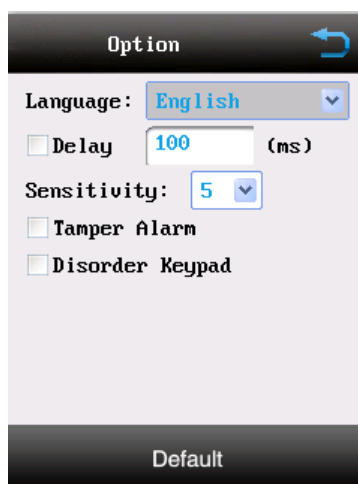 Option
Language: English
Delay 100 (ms)
Sensitivity: 5
Tamper Alarm
Disorder Keypad
Default